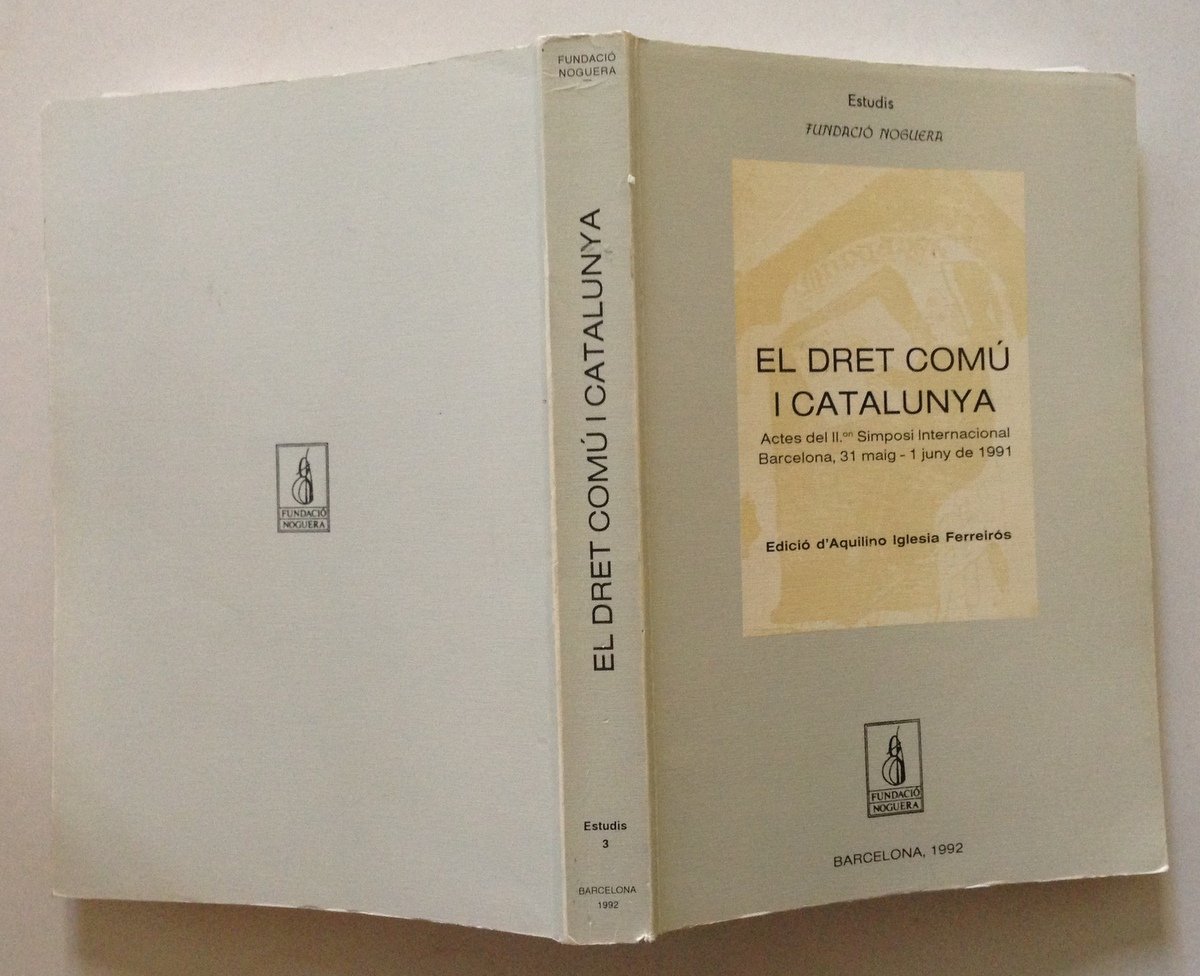 FUNDACIÓ
NOGUERA
FUNDACIÓ
NOGUERA
EL DRET COMÚ I CATALUNYA
Estudis
3
BARCELONA
1992
Estudis
FUNDACIÓ NOGUERA
EL DRET COMÚ
I CATALUNYA
Actes del II.on Simposi Internacional
Barcelona, 31 maig - 1 juny de 1991
Edició d'Aquilino Iglesia Ferreirós
FUNDACIÓ
NOGUERA
BARCELONA, 1992